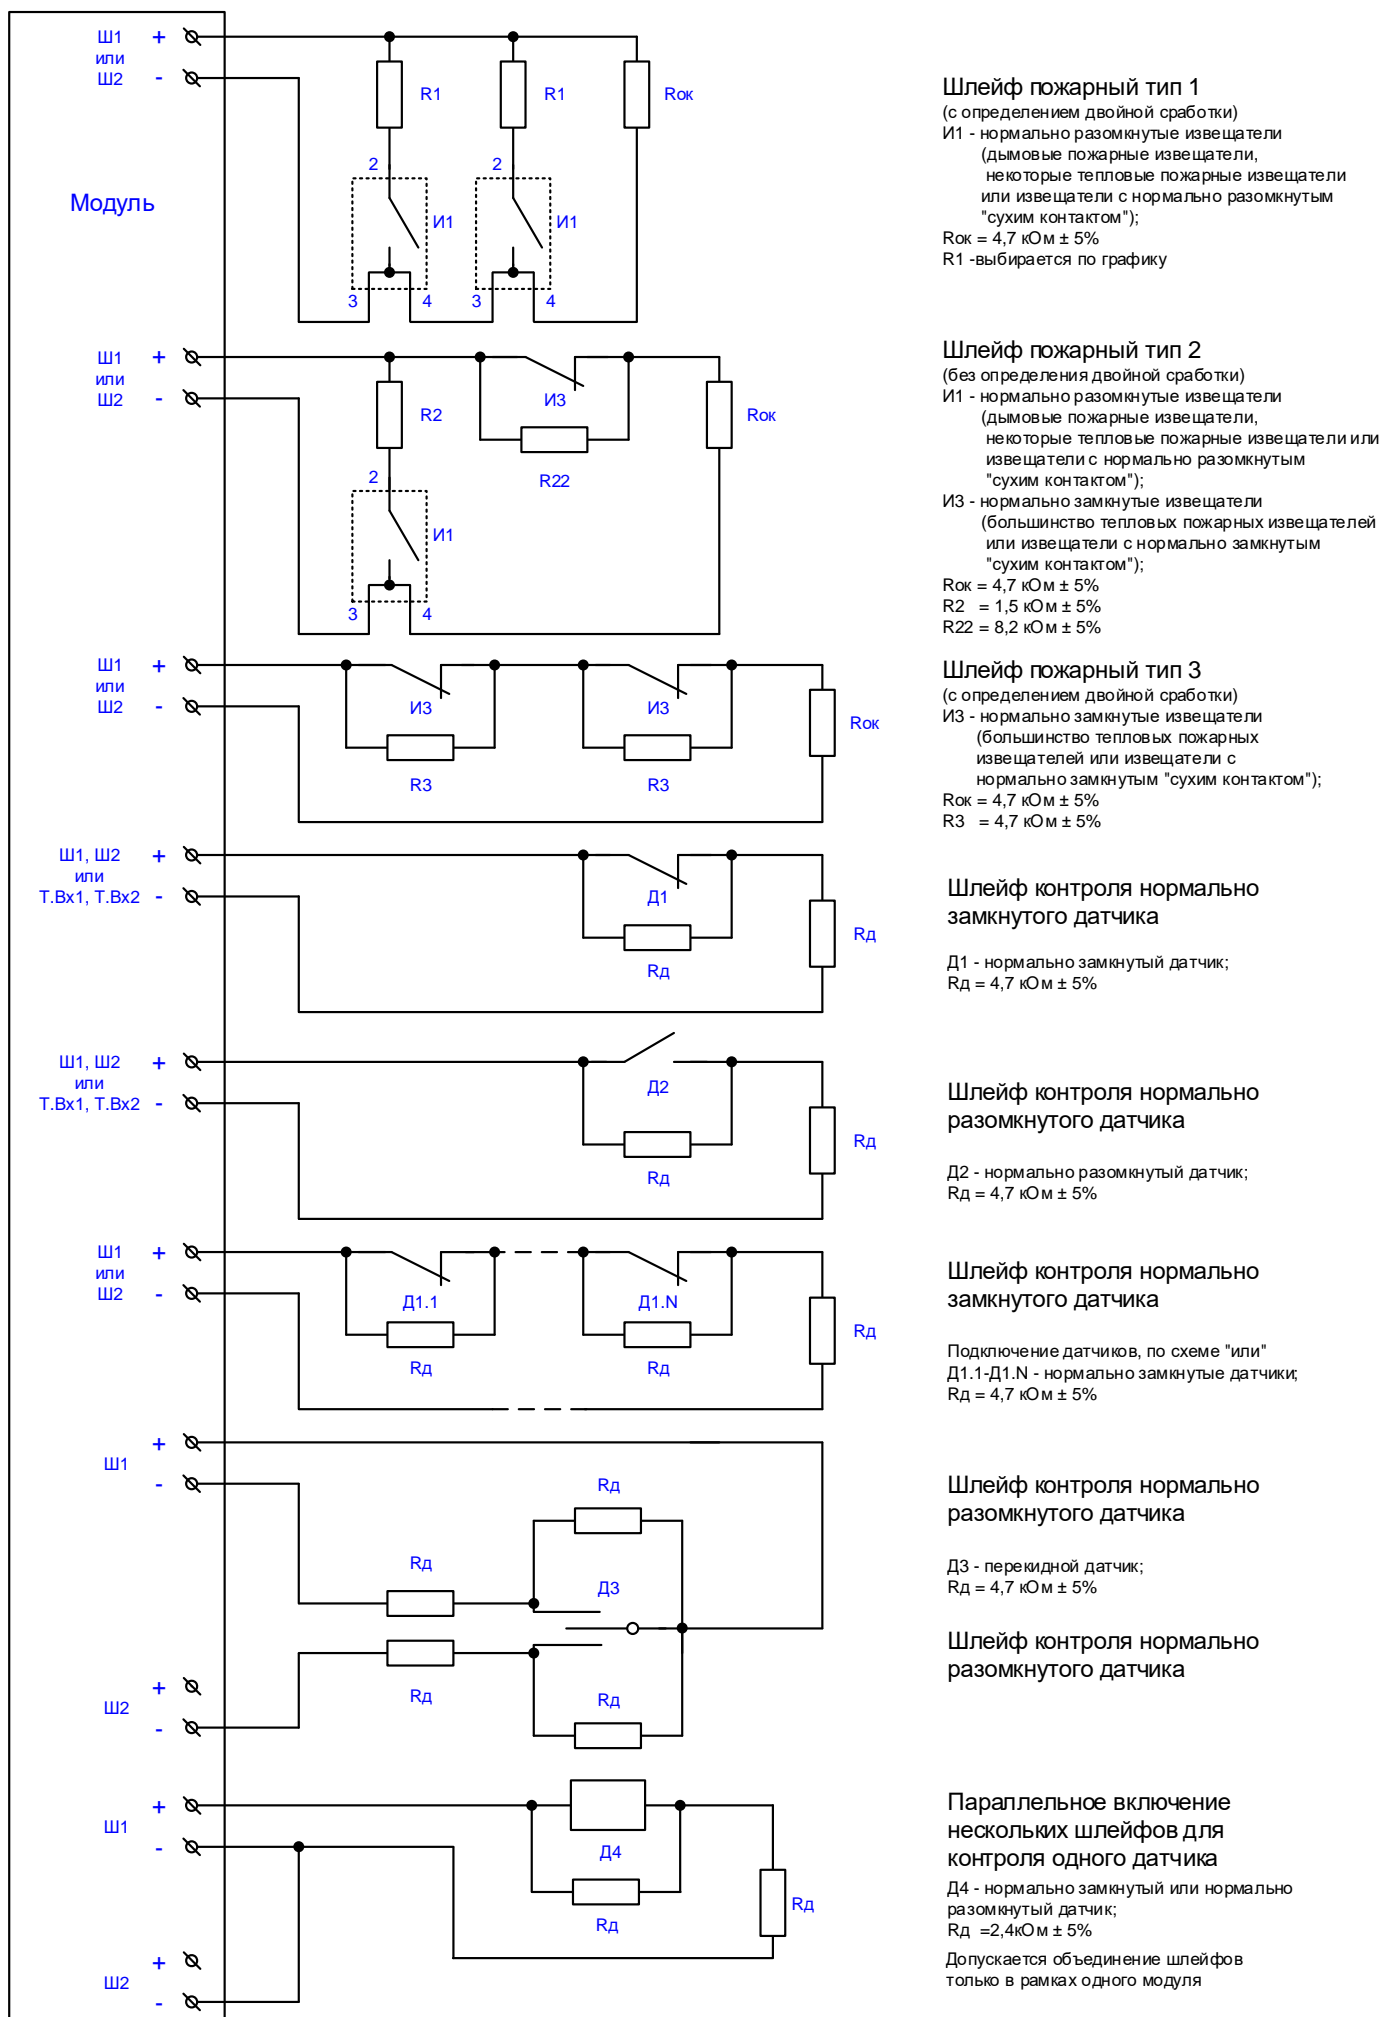 Модуль
Ш1
или
Ш2
+
-
R1
R1
Rок
2
2
И1
И1
3
4
3
4
Шлейф пожарный тип 1
(с определением двойной сработки)
И1 - нормально разомкнутые извещатели
(дымовые пожарные извещатели,
некоторые тепловые пожарные извещатели
или извещатели с нормально разомкнутым
"сухим контактом");
Rок = 4,7 кОм ± 5%
R1 -выбирается по графику
Ш1
или
Ш2
+
-
R2
И3
R22
Rок
2
И1
3
4
Шлейф пожарный тип 2
(без определения двойной сработки)
И1 - нормально разомкнутые извещатели
(дымовые пожарные извещатели,
некоторые тепловые пожарные извещатели или
извещатели с нормально разомкнутым
"сухим контактом");
И3 - нормально замкнутые извещатели
(большинство тепловых пожарных извещателей
или извещатели с нормально замкнутым
"сухим контактом");
Rок = 4,7 кОм ± 5%
R2 = 1,5 кОм ± 5%
R22 = 8,2 кОм ± 5%
Ш1
или
Ш2
+
-
И3
И3
R3
R3
Rок
Шлейф пожарный тип 3
(с определением двойной сработки)
И3 - нормально замкнутые извещатели
(большинство тепловых пожарных
извещателей или извещатели с
нормально замкнутым "сухим контактом");
Rок = 4,7 кОм ± 5%
R3 = 4,7 кОм ± 5%
Ш1, Ш2
или
Т.Вх1, Т.Вх2
+
-
Д1
Rд
Rд
Шлейф контроля нормально
замкнутого датчика
Д1 - нормально замкнутый датчик;
Rд = 4,7 кОм ± 5%
Ш1, Ш2
или
Т.Вх1, Т.Вх2
+
-
Д2
Rд
Rд
Шлейф контроля нормально
разомкнутого датчика
Д2 - нормально разомкнутый датчик;
Rд = 4,7 кОм ± 5%
Ш1
или
Ш2
+
-
Д1.1
Д1.N
Rд
Rд
Rд
Шлейф контроля нормально
замкнутого датчика
Подключение датчиков, по схеме "или"
Д1.1-Д1.N - нормально замкнутые датчики;
Rд = 4,7 кОм ± 5%
+
Ш1
-
Rд
Rд
Д3
Rд
Rд
+
Ш2
-
Шлейф контроля нормально
разомкнутого датчика
Д3 - перекидной датчик;
Rд = 4,7 кОм ± 5%
Шлейф контроля нормально
разомкнутого датчика
+
Ш1
-
Д4
Rд
Rд
+
Ш2
-
Параллельное включение
нескольких шлейфов для
контроля одного датчика
Д4 - нормально замкнутый или нормально
разомкнутый датчик;
Rд =2,4кОм ± 5%
Допускается объединение шлейфов
только в рамках одного модуля